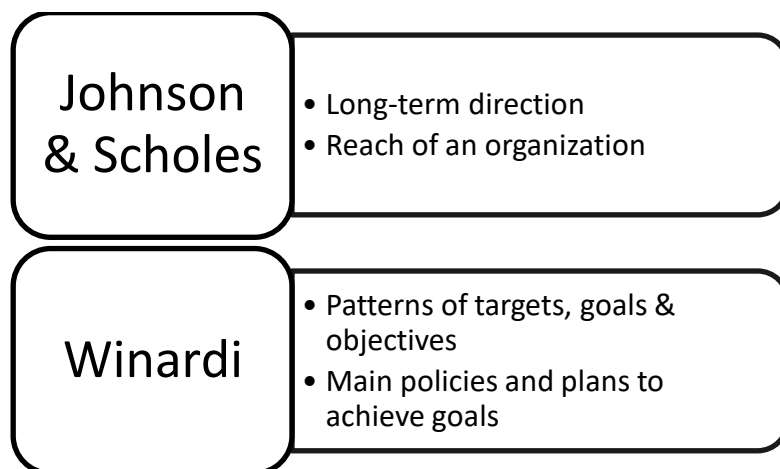 Johnson
& Scholes
• Long-term direction
• Reach of an organization
Winardi
• Patterns of targets, goals &
objectives
• Main policies and plans to
achieve goals